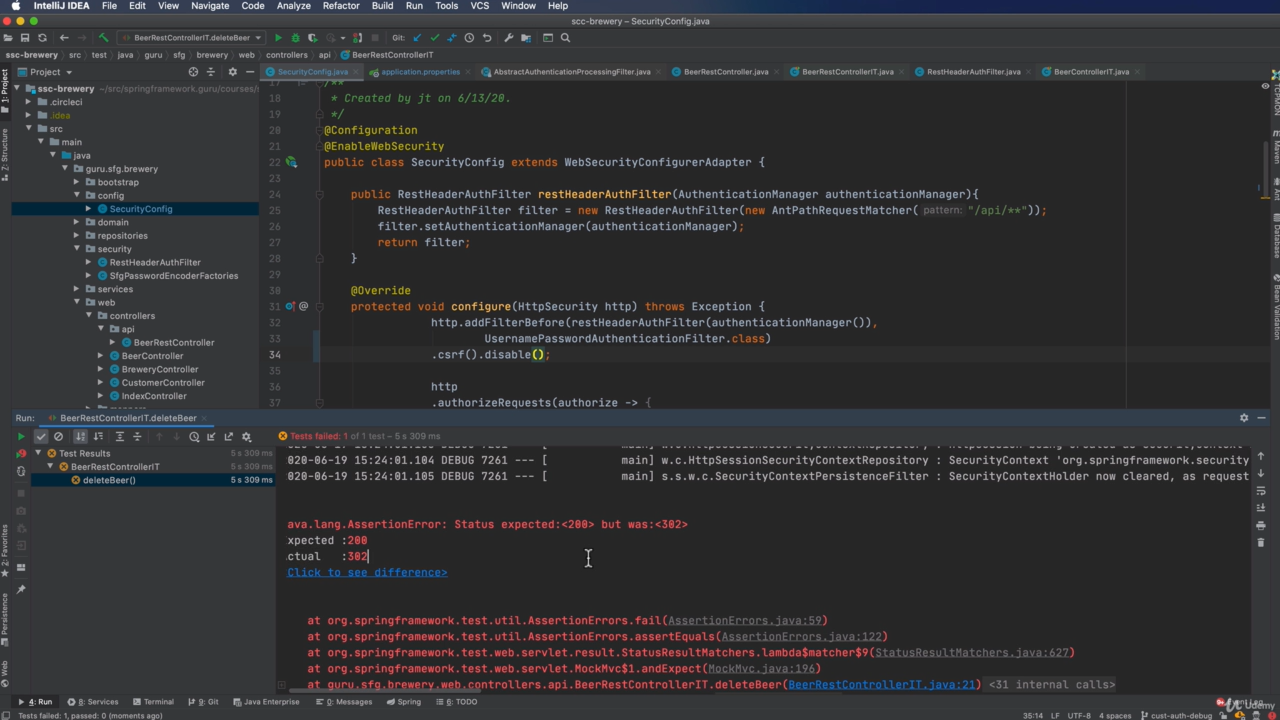 IntelliJ IDEA File Edit View Navigate Code Analyze Refactor Build Run Tools VCS Window Help
scc-brewery – SecurityConfig.java
BeerRestControllerIT.deleteBeer Git:
ssc-brewery src test java guru sfg brewery web controllers api BeerRestControllerIT
Project SecurityConfig.java application.properties AbstractAuthenticationProcessingFilter.java BeerRestController.java BeerRestControllerIT.java RestHeaderAuthFilter.java BeerControllerIT.java
ssc-brewery ~/src/springframework.guru/courses/
.circleci
.idea
src
main
java
guru.sfg.brewery
bootstrap
config
SecurityConfig
domain
repositories
security
RestHeaderAuthFilter
SfgPasswordEncoderFactories
services
web
controllers
api
BeerRestController
BeerController
BreweryController
CustomerController
IndexController
17 /**
18 * Created by jt on 6/13/20.
19 */
20 @Configuration
21 @EnableWebSecurity
22 public class SecurityConfig extends WebSecurityConfigurerAdapter {
23
24 public RestHeaderAuthFilter restHeaderAuthFilter(AuthenticationManager authenticationManager){
25 RestHeaderAuthFilter filter = new RestHeaderAuthFilter(new AntPathRequestMatcher( pattern: "/api/**"));
26 filter.setAuthenticationManager(authenticationManager);
27 return filter;
28 }
29
30 @Override
31 protected void configure(HttpSecurity http) throws Exception {
32 http.addFilterBefore(restHeaderAuthFilter(authenticationManager()),
33 UsernamePasswordAuthenticationFilter.class)
34 .csrf().disable();
35
36 http
37 .authorizeRequests(authorize -> {
Run: BeerRestControllerIT.deleteBeer
Tests failed: 1 of 1 test – 5 s 309 ms
Test Results 5 s 309 ms
BeerRestControllerIT 5 s 309 ms
deleteBeer() 5 s 309 ms
020-06-19 15:24:01.104 DEBUG 7261 --- [ main] w.c.HttpSessionSecurityContextRepository : SecurityContext 'org.springframework.security
020-06-19 15:24:01.105 DEBUG 7261 --- [ main] s.s.w.c.SecurityContextPersistenceFilter : SecurityContextHolder now cleared, as request
ava.lang.AssertionError: Status expected:<200> but was:<302>
xpected :200
ctual :302
Click to see difference>
at org.springframework.test.util.AssertionErrors.fail(AssertionErrors.java:59)
at org.springframework.test.util.AssertionErrors.assertEquals(AssertionErrors.java:122)
at org.springframework.test.web.servlet.result.StatusResultMatchers.lambda$matcher$9(StatusResultMatchers.java:627)
at org.springframework.test.web.servlet.MockMvc$1.andExpect(MockMvc.java:196)
at guru.sfg.brewery.web.controllers.api.BeerRestControllerIT.deleteBeer(BeerRestControllerIT.java:21) <31 internal calls>
1: Project
7: Structure
2: Favorites
Persistence
Web
Maven
Ant
Database
Bean Validation
4: Run 8: Services Terminal 9: Git Java Enterprise 0: Messages Spring 6: TODO
Tests failed: 1, passed: 0 (moments ago) 35:14 LF UTF-8 4 spaces cust-auth-debug
Udemy